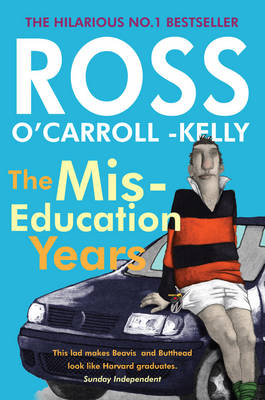 THE HILARIOUS NO.1 BESTSELLER
ROSS
O'CARROLL -KELLY
The Mis-
Education
Years
This lad makes Beavis and Butthead
look like Harvard graduates.
Sunday Independent